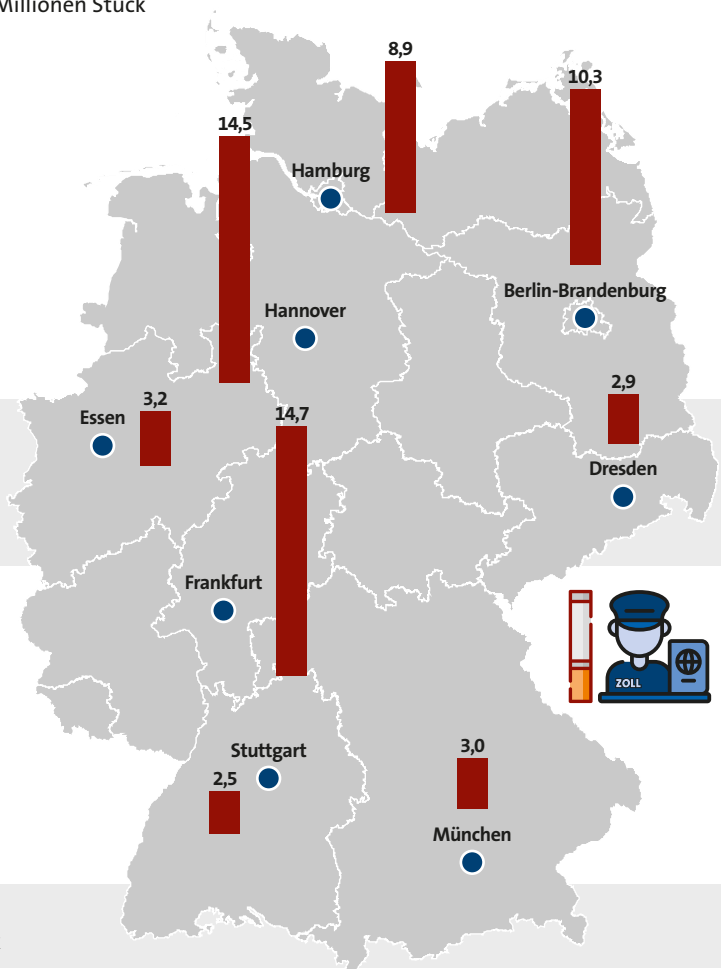 Millionen Stück
8,9
10,3
14,5
Hamburg
Berlin-Brandenburg
Hannover
2,9
3,2
14,7
Essen
Dresden
Frankfurt
ZOLL
Stuttgart
3,0
2,5
München